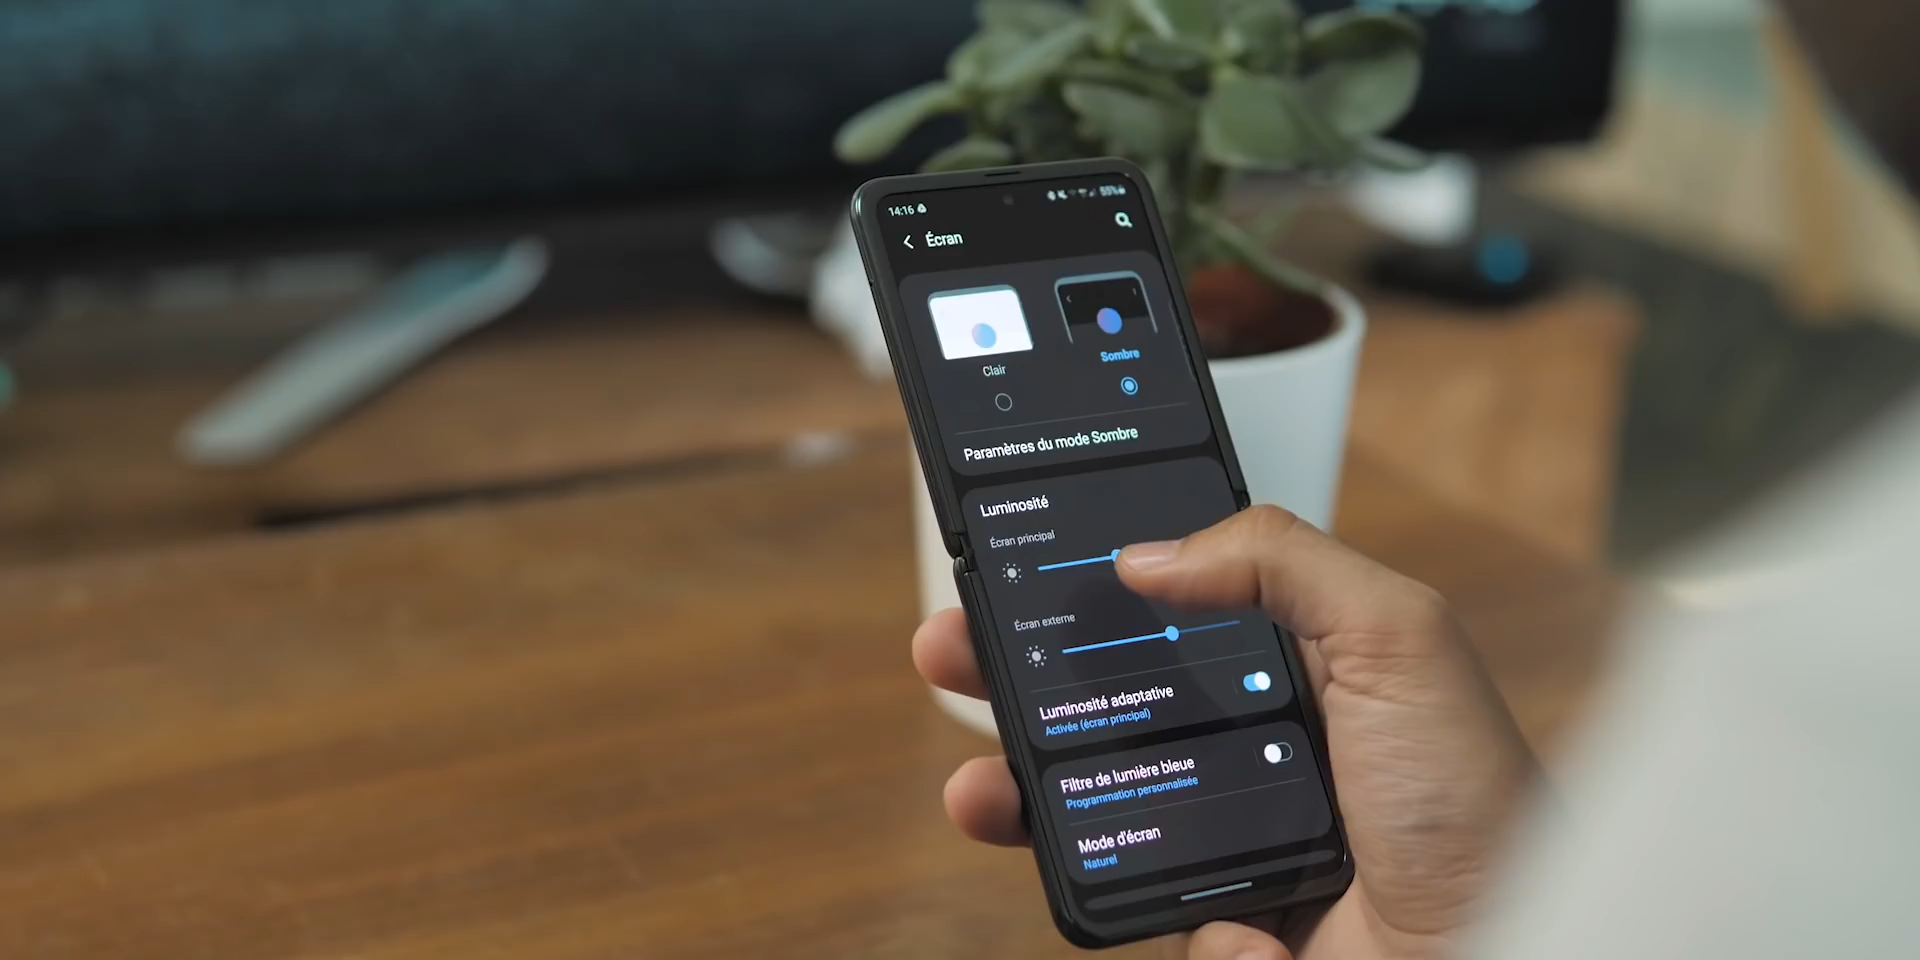 14:16 55%
Écran
Clair
Sombre
Paramètres du mode Sombre
Luminosité
Écran principal
Écran externe
Luminosité adaptative
Activée (écran principal)
Filtre de lumière bleue
Programmation personnalisée
Mode d'écran
Naturel